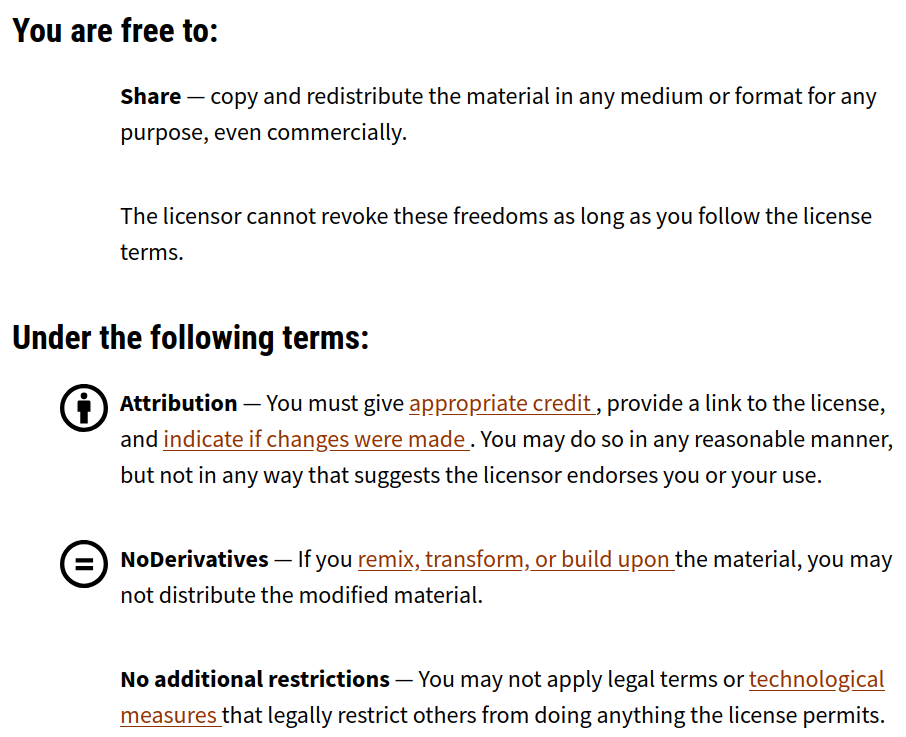 You are free to:
Share — copy and redistribute the material in any medium or format for any
purpose, even commercially.
The licensor cannot revoke these freedoms as long as you follow the license
terms.
Under the following terms:
Attribution — You must give appropriate credit , provide a link to the license,
and indicate if changes were made . You may do so in any reasonable manner,
but not in any way that suggests the licensor endorses you or your use.
NoDerivatives — If you remix, transform, or build upon the material, you may
not distribute the modified material.
No additional restrictions — You may not apply legal terms or technological
measures that legally restrict others from doing anything the license permits.